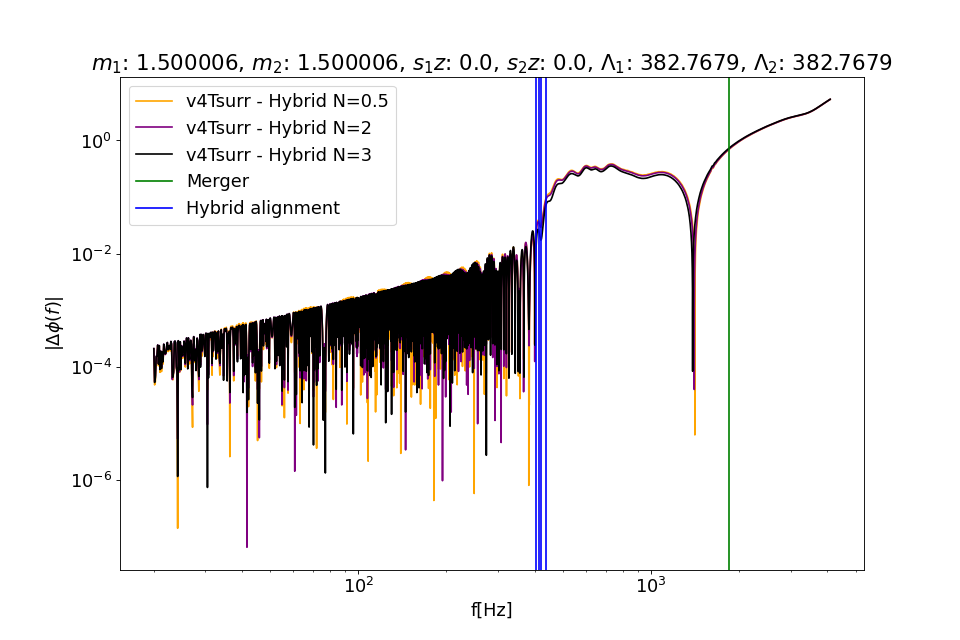 m₁: 1.500006, m₂: 1.500006, s₁z: 0.0, s₂z: 0.0, Λ₁: 382.7679, Λ₂: 382.7679
v4Tsurr - Hybrid N=0.5
v4Tsurr - Hybrid N=2
v4Tsurr - Hybrid N=3
Merger
Hybrid alignment
|Δϕ(f)|
10⁰
10⁻²
10⁻⁴
10⁻⁶
10²
10³
f[Hz]